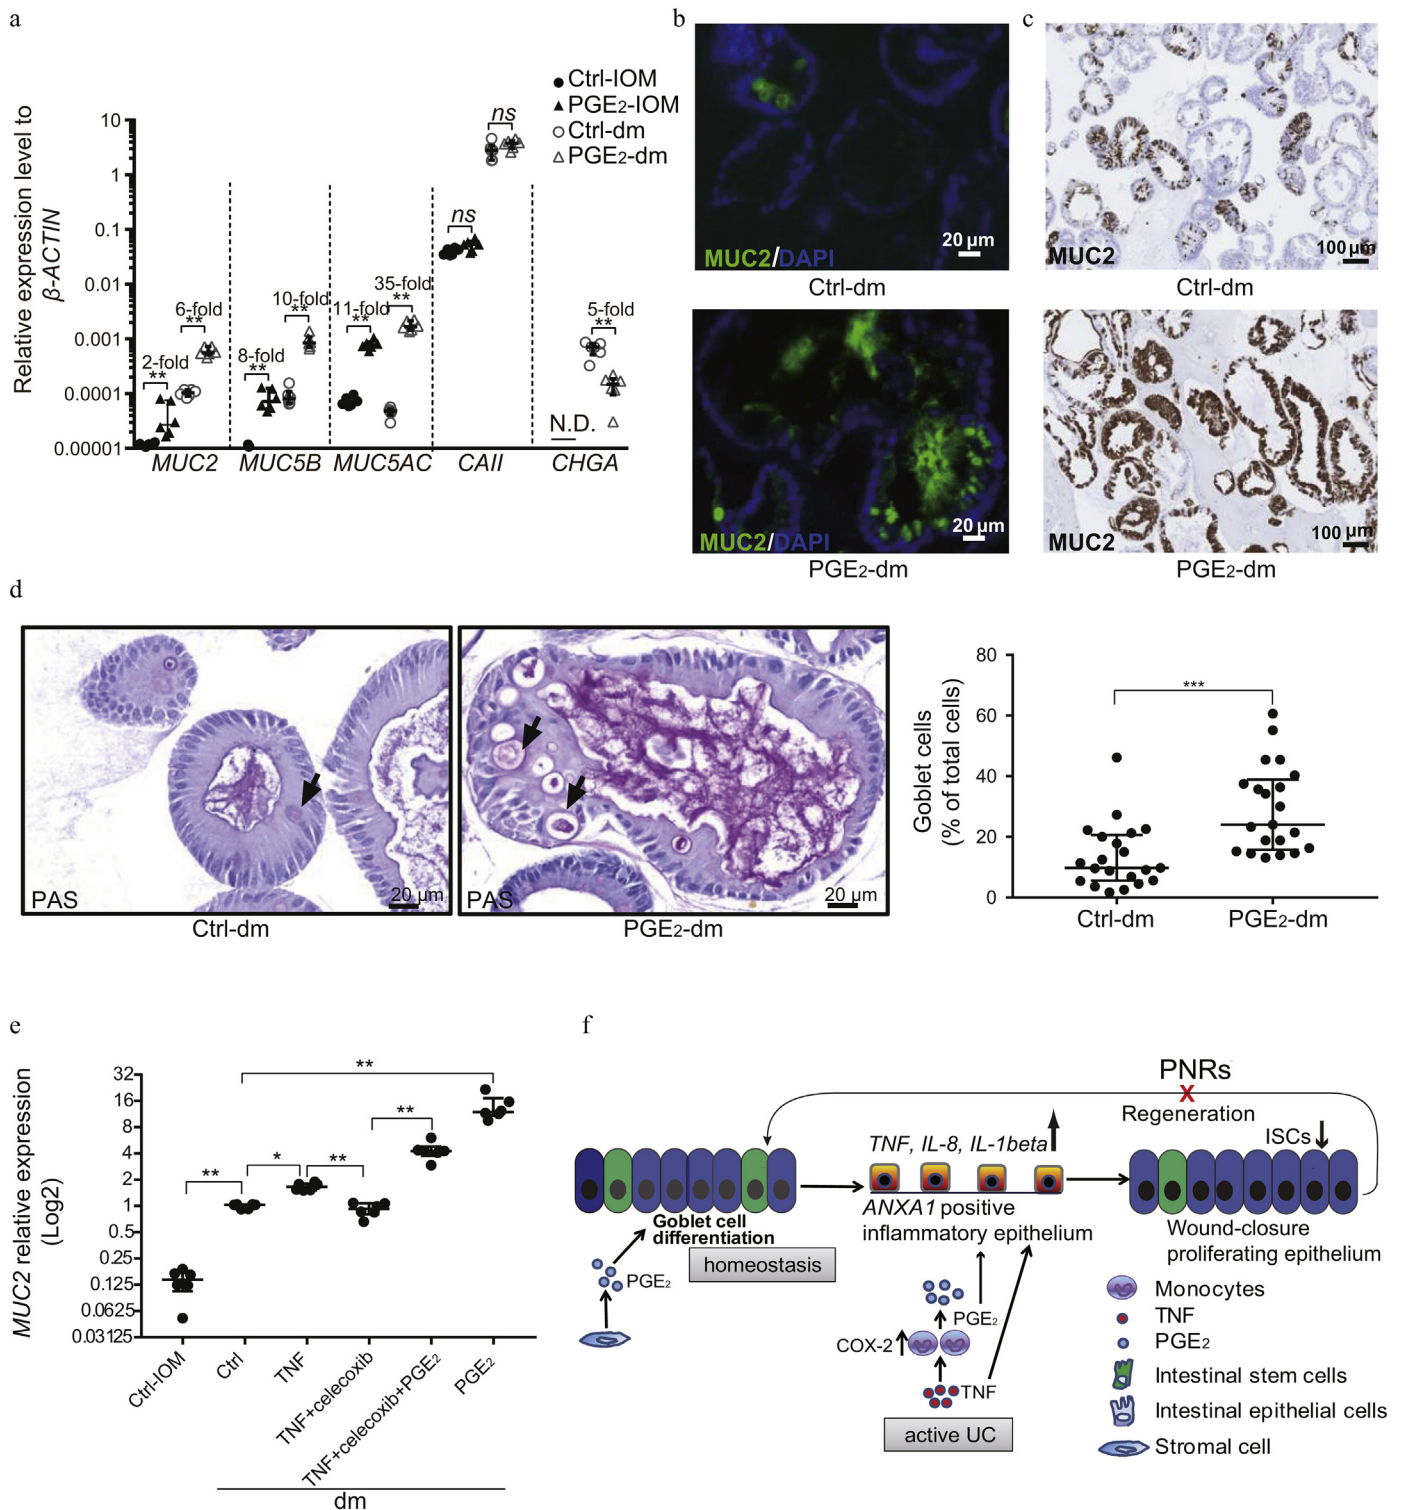 a
Relative expression level to
β-ACTIN
10
1
0.1
0.01
0.001
0.0001
0.00001
Ctrl-IOM
PGE₂-IOM
Ctrl-dm
PGE₂-dm
2-fold
**
6-fold
**
8-fold
**
10-fold
**
11-fold
**
35-fold
**
ns
ns
5-fold
**
N.D.
MUC2 MUC5B MUC5AC CAII CHGA
b
MUC2/DAPI
20 μm
Ctrl-dm
MUC2/DAPI
20 μm
PGE₂-dm
c
MUC2
100 μm
Ctrl-dm
MUC2
100 μm
PGE₂-dm
d
PAS
20 μm
Ctrl-dm
PAS
20 μm
PGE₂-dm
Goblet cells
(% of total cells)
80
60
40
20
0
***
Ctrl-dm PGE₂-dm
e
MUC2 relative expression
(Log2)
32
16
8
4
2
1
0.5
0.25
0.125
0.0625
0.03125
**
*
**
**
**
Ctrl-IOM
Ctrl
TNF
TNF+celecoxib
TNF+celecoxib+PGE₂
PGE₂
dm
f
PNRs
X
Regeneration
TNF, IL-8, IL-1beta
ISCs
Goblet cell
differentiation
ANXA1 positive
inflammatory epithelium
Wound-closure
proliferating epithelium
homeostasis
PGE₂
PGE₂
COX-2
TNF
active UC
Monocytes
TNF
PGE₂
Intestinal stem cells
Intestinal epithelial cells
Stromal cell